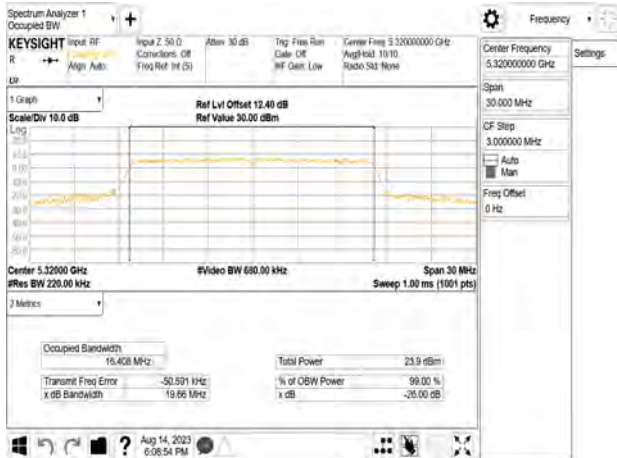 Spectrum Analyzer 1
Occupied BW
+
Frequency
KEYSIGHT
R
Input: RF
Align: Auto
Input Z: 50 Ω
Corrections: Off
Freq Ref: Int (S)
Atten: 30 dB
Trig: Free Run
Gate: Off
#IF Gain: Low
Center Freq: 5.320000000 GHz
Avg|Hold: 10/10
Radio Std: None
Center Frequency
5.320000000 GHz
Settings
Span
30.000 MHz
CF Step
3.000000 MHz
Auto
Man
Freq Offset
0 Hz
1 Graph
Scale/Div 10.0 dB
Log
Ref Lvl Offset 12.40 dB
Ref Value 30.00 dBm
Center 5.32000 GHz
#Res BW 220.00 kHz
#Video BW 680.00 kHz
Span 30 MHz
Sweep 1.00 ms (1001 pts)
2 Metrics
Occupied Bandwidth
16.408 MHz
Total Power 23.9 dBm
Transmit Freq Error -50.591 kHz
% of OBW Power 99.00 %
x dB Bandwidth 19.66 MHz
x dB -26.00 dB
?
Aug 14, 2023
6:08:54 PM